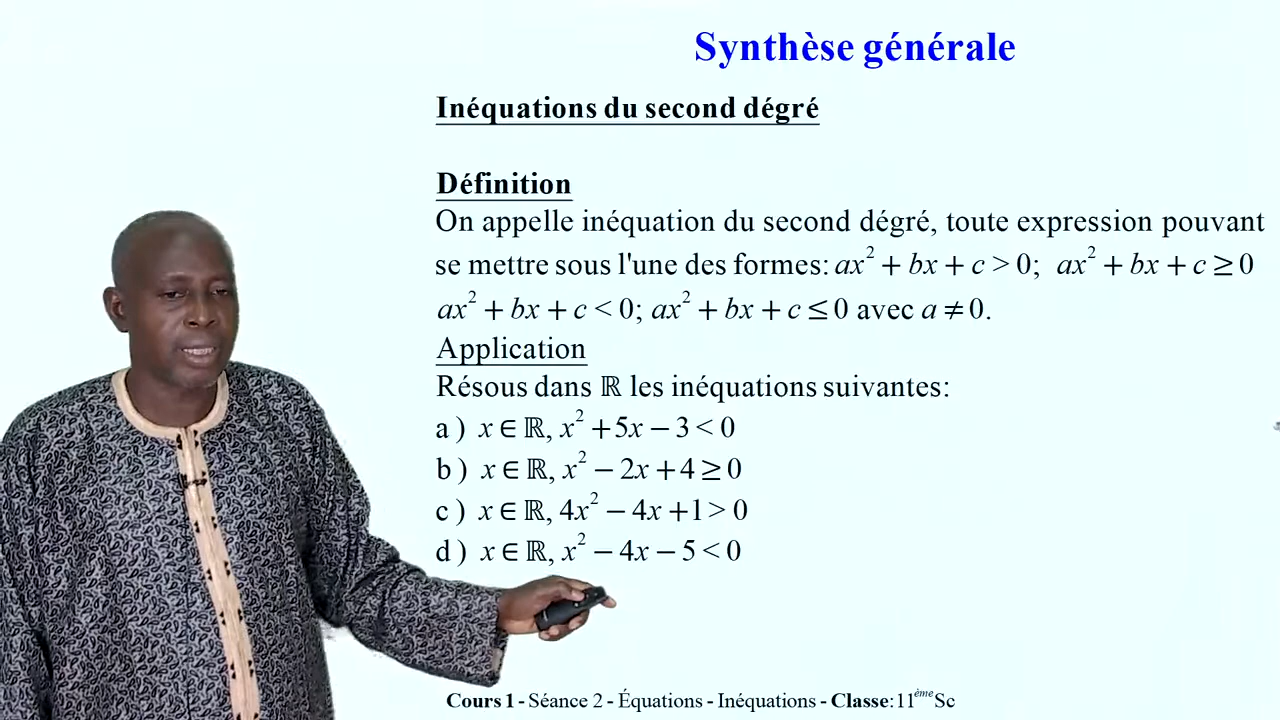 Synthèse générale
Inéquations du second dégré
Définition
On appelle inéquation du second dégré, toute expression pouvant
se mettre sous l'une des formes: ax² + bx + c > 0; ax² + bx + c ≥ 0
ax² + bx + c < 0; ax² + bx + c ≤ 0 avec a ≠ 0.
Application
Résous dans ℝ les inéquations suivantes:
a ) x ∈ ℝ, x² + 5x − 3 < 0
b ) x ∈ ℝ, x² − 2x + 4 ≥ 0
c ) x ∈ ℝ, 4x² − 4x + 1 > 0
d ) x ∈ ℝ, x² − 4x − 5 < 0
Cours 1 - Séance 2 - Équations - Inéquations - Classe: 11ème Sc